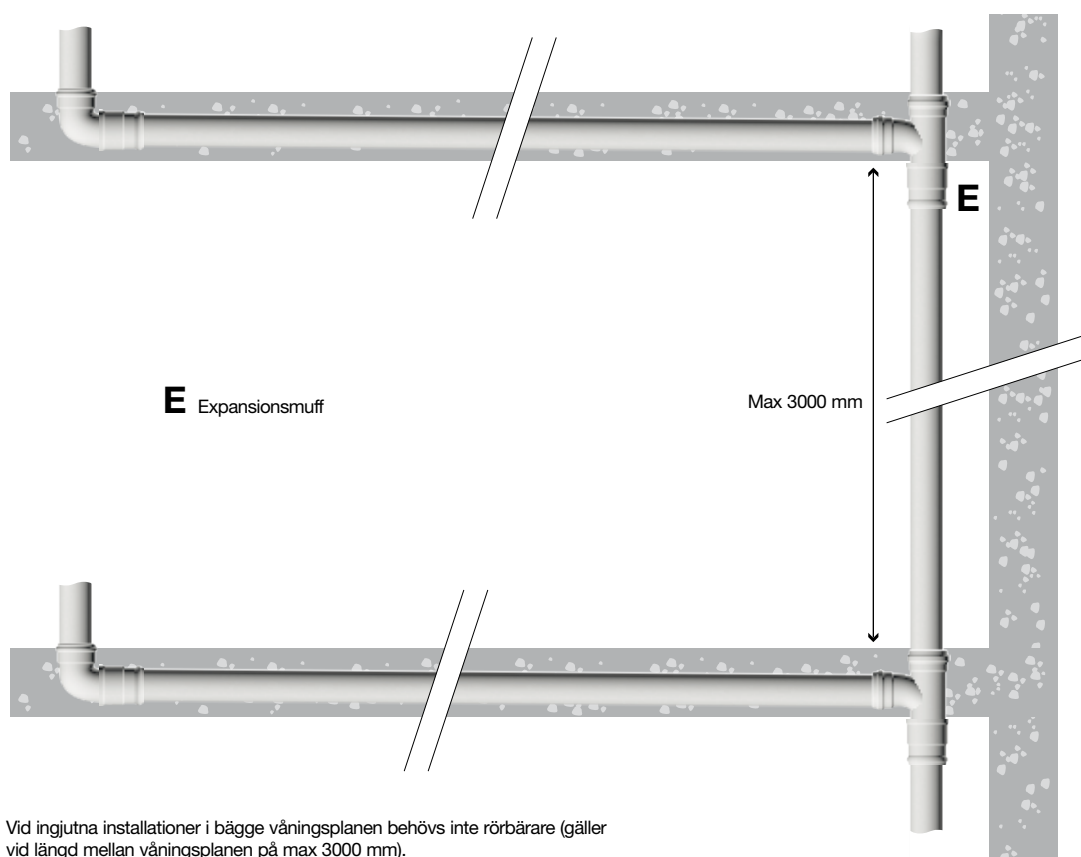 E
E Expansionsmuff
Max 3000 mm
Vid ingjutna installationer i bägge våningsplanen behövs inte rörbärare (gäller
vid längd mellan våningsplanen på max 3000 mm).